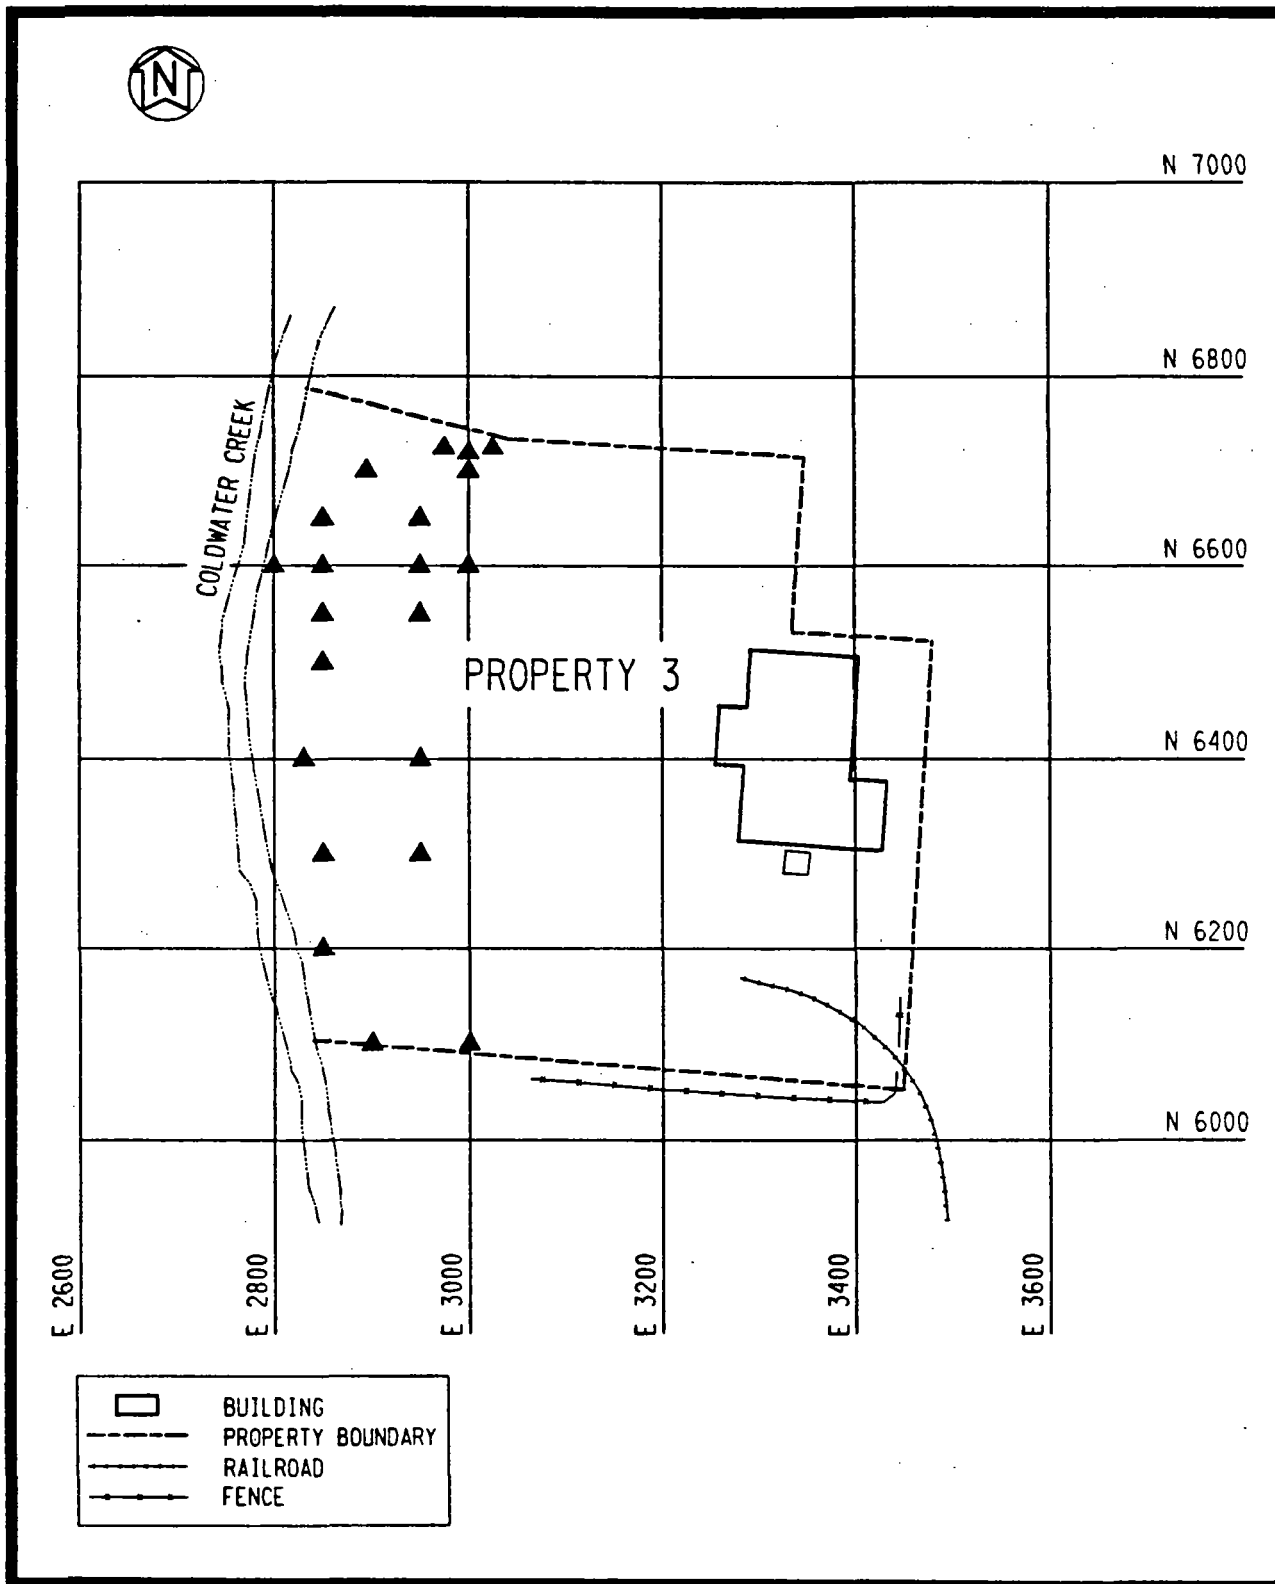 N
N 7000
N 6800
COLDWATER CREEK
N 6600
PROPERTY 3
N 6400
N 6200
N 6000
E 2600
E 2800
E 3000
E 3200
E 3400
E 3600
BUILDING
PROPERTY BOUNDARY
RAILROAD
FENCE